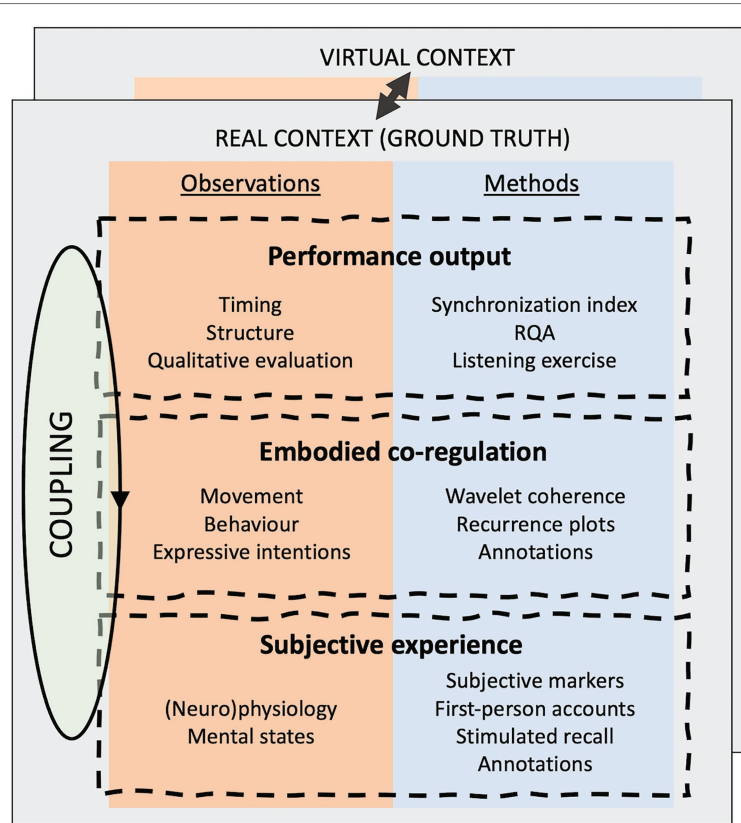 VIRTUAL CONTEXT
REAL CONTEXT (GROUND TRUTH)
Observations
Methods
Performance output
Timing
Structure
Qualitative evaluation
Synchronization index
RQA
Listening exercise
COUPLING
Embodied co-regulation
Movement
Behaviour
Expressive intentions
Wavelet coherence
Recurrence plots
Annotations
Subjective experience
(Neuro)physiology
Mental states
Subjective markers
First-person accounts
Stimulated recall
Annotations